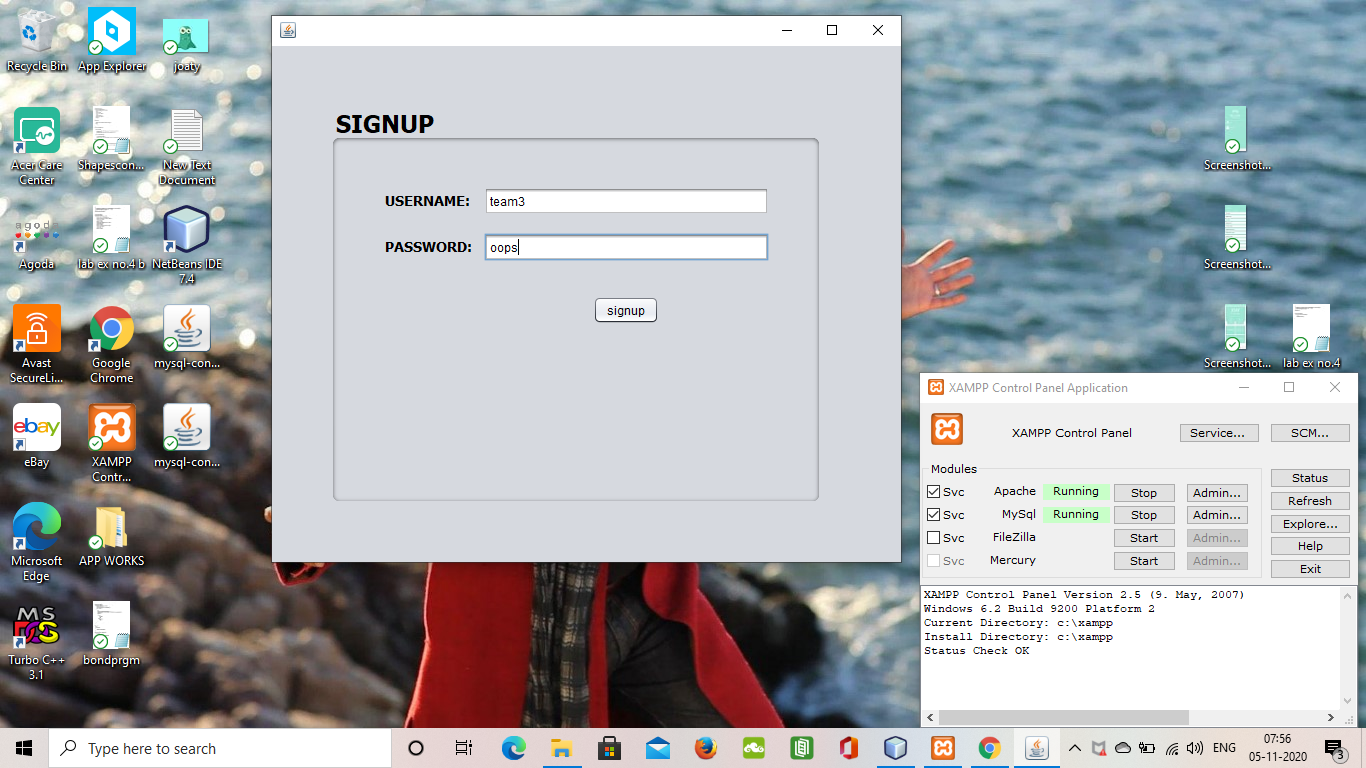 Recycle Bin
App Explorer
joaty
Acer Care
Center
Shapescon...
New Text
Document
agoda
Agoda
lab ex no.4 b
NetBeans IDE
7.4
Avast
SecureLi...
Google
Chrome
mysql-con...
ebay
eBay
XAMPP
Contr...
mysql-con...
Microsoft
Edge
APP WORKS
MS
DOS
Turbo C++
3.1
bondprgm
SIGNUP
USERNAME:
team3
PASSWORD:
oops
signup
Screenshot...
Screenshot...
Screenshot...
lab ex no.4
XAMPP Control Panel Application
XAMPP Control Panel
Service...
SCM...
Modules
Svc Apache Running Stop Admin...
Svc MySql Running Stop Admin...
Svc FileZilla Start Admin...
Svc Mercury Start Admin...
Status
Refresh
Explore...
Help
Exit
XAMPP Control Panel Version 2.5 (9. May, 2007)
Windows 6.2 Build 9200 Platform 2
Current Directory: c:\xampp
Install Directory: c:\xampp
Status Check OK
Type here to search
ENG
07:56
05-11-2020
3